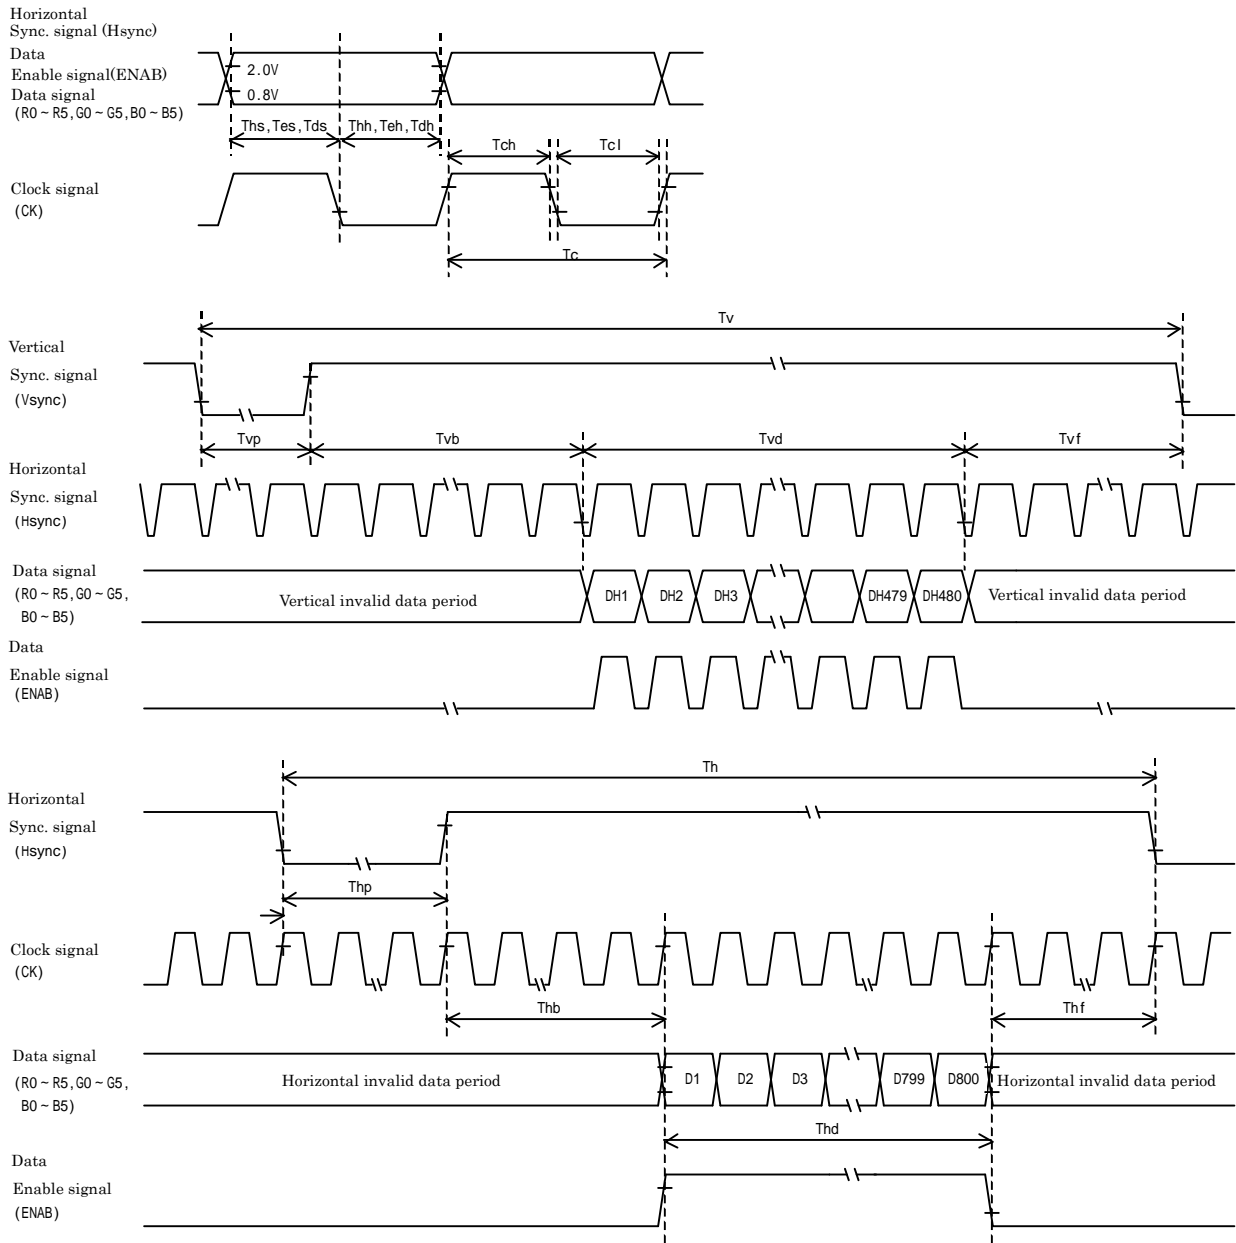 Horizontal
Sync. signal (Hsync)
Data
Enable signal(ENAB)
Data signal
(R0~R5,G0~G5,B0~B5)
2.0V
0.8V
Ths,Tes,Tds
Thh,Teh,Tdh
Tch
Tcl
Clock signal
(CK)
Tc
Tv
Vertical
Sync. signal
(Vsync)
Tvp
Tvb
Tvd
Tvf
Horizontal
Sync. signal
(Hsync)
Data signal
(R0~R5,G0~G5,
B0~B5)
Vertical invalid data period
DH1
DH2
DH3
DH479
DH480
Vertical invalid data period
Data
Enable signal
(ENAB)
Th
Horizontal
Sync. signal
(Hsync)
Thp
Clock signal
(CK)
Thb
Thf
Data signal
(R0~R5,G0~G5,
B0~B5)
Horizontal invalid data period
D1
D2
D3
D799
D800
Horizontal invalid data period
Thd
Data
Enable signal
(ENAB)